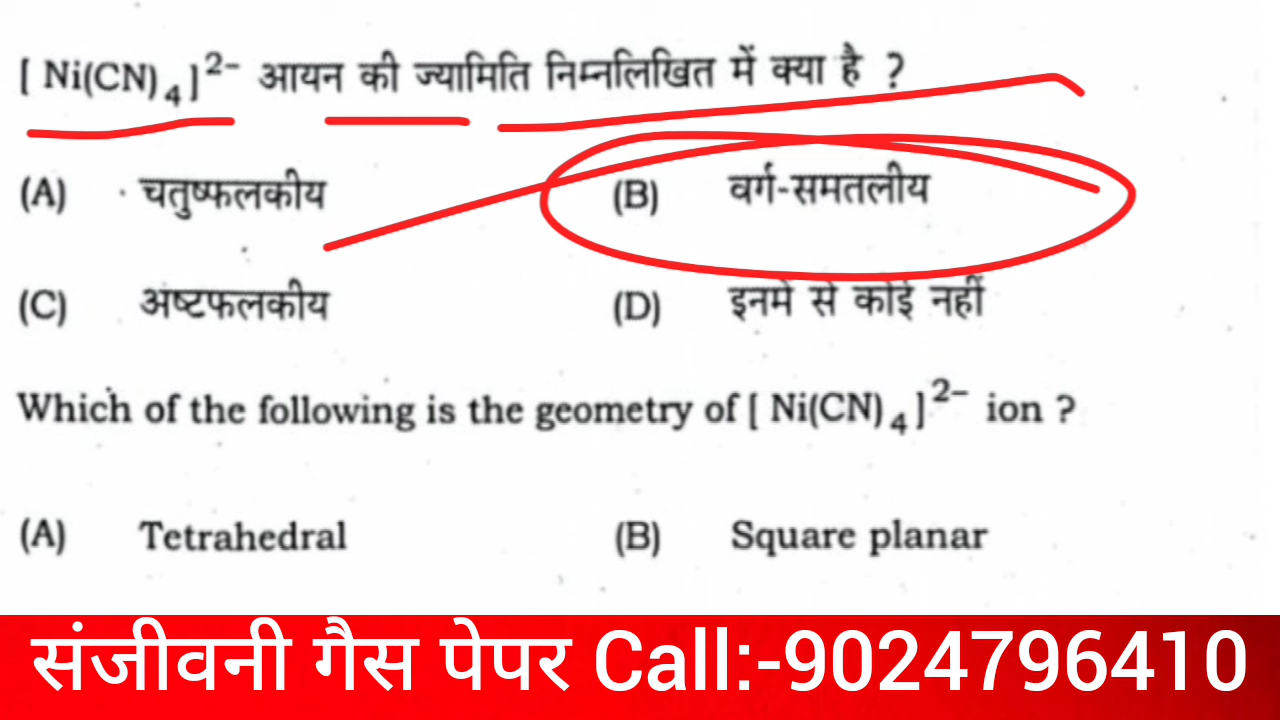 [ Ni(CN)₄]²⁻ आयन की ज्यामिति निम्नलिखित में क्या है ?
(A) चतुष्फलकीय (B) वर्ग-समतलीय
(C) अष्टफलकीय (D) इनमें से कोई नहीं
Which of the following is the geometry of [ Ni(CN)₄]²⁻ ion ?
(A) Tetrahedral (B) Square planar
संजीवनी गैस पेपर Call:-9024796410